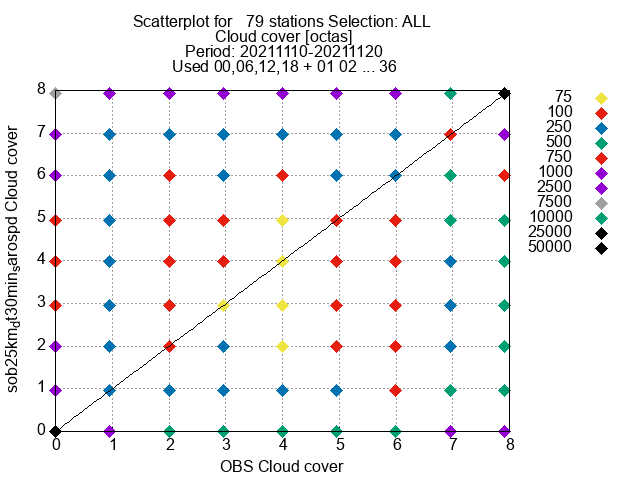 Scatterplot for 79 stations Selection: ALL
Cloud cover [octas]
Period: 20211110-20211120
Used 00,06,12,18 + 01 02 ... 36
8
7
6
5
4
3
2
1
0
sob25km_dt30min_sarospd Cloud cover
0 1 2 3 4 5 6 7 8
OBS Cloud cover
75
100
250
500
750
1000
2500
7500
10000
25000
50000